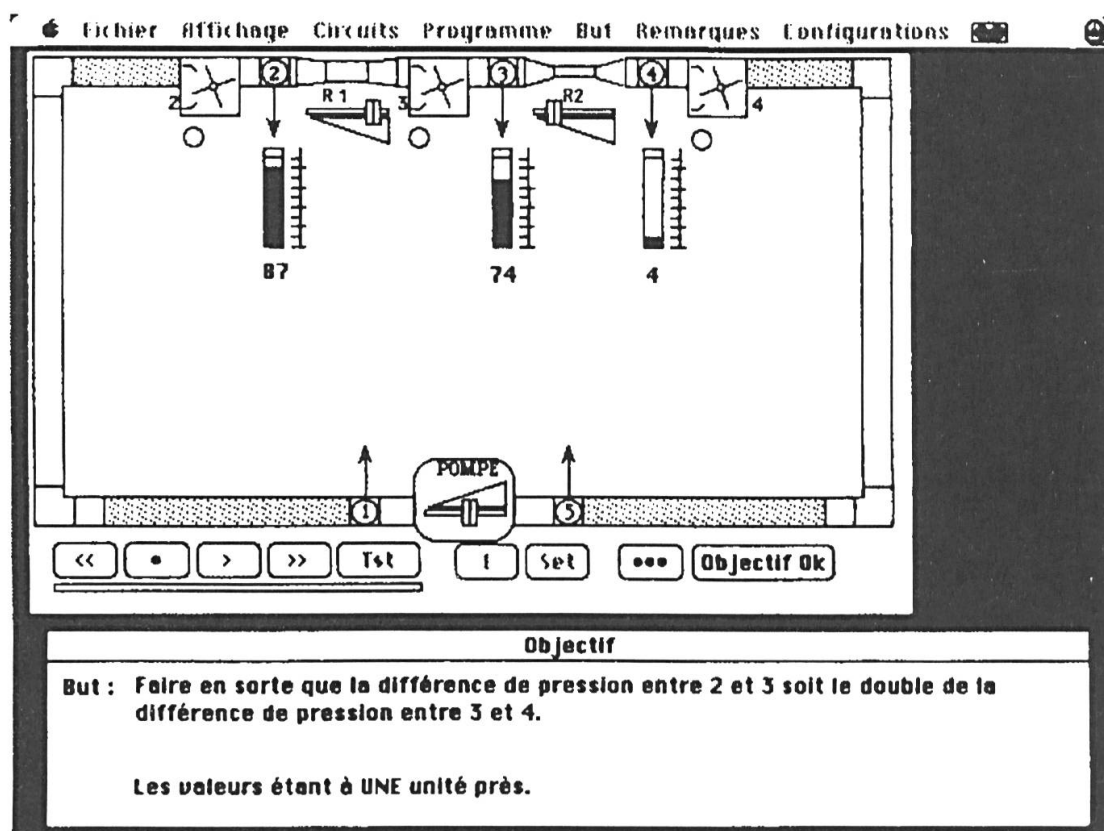 Fichier Affichage Circuits Programme But Remarques Configurations
2 3 4
2 R1 3 R2 4
87 74 4
POMPE
1 5
<< • > >> Tst I Set ••• Objectif Ok
Objectif
But : Faire en sorte que la différence de pression entre 2 et 3 soit le double de la
différence de pression entre 3 et 4.
Les valeurs étant à UNE unité près.